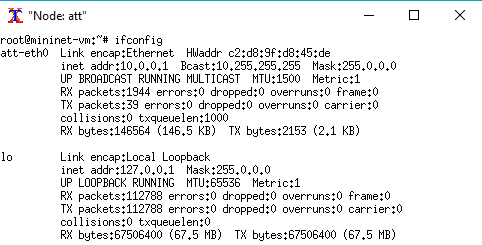 "Node: att"
root@mininet-vm:~# ifconfig
att-eth0  Link encap:Ethernet  HWaddr c2:d8:9f:d8:45:de
          inet addr:10.0.0.1  Bcast:10.255.255.255  Mask:255.0.0.0
          UP BROADCAST RUNNING MULTICAST  MTU:1500  Metric:1
          RX packets:1944 errors:0 dropped:0 overruns:0 frame:0
          TX packets:39 errors:0 dropped:0 overruns:0 carrier:0
          collisions:0 txqueuelen:1000
          RX bytes:146564 (146.5 KB)  TX bytes:2153 (2.1 KB)

lo        Link encap:Local Loopback
          inet addr:127.0.0.1  Mask:255.0.0.0
          UP LOOPBACK RUNNING  MTU:65536  Metric:1
          RX packets:112788 errors:0 dropped:0 overruns:0 frame:0
          TX packets:112788 errors:0 dropped:0 overruns:0 carrier:0
          collisions:0 txqueuelen:0
          RX bytes:67506400 (67.5 MB)  TX bytes:67506400 (67.5 MB)